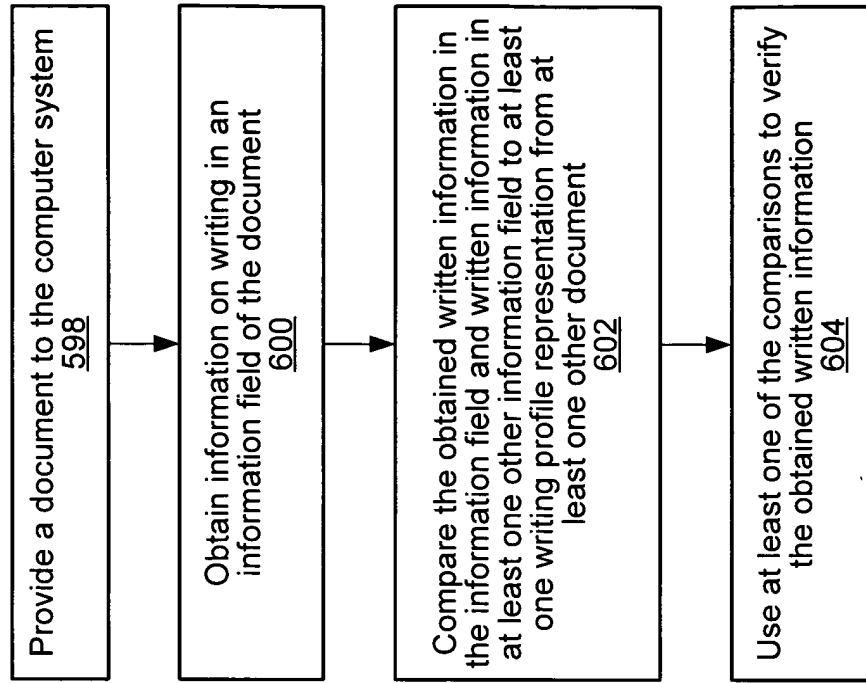 Provide a document to the computer system
598
Obtain information on writing in an
information field of the document
600
Compare the obtained written information in
the information field and written information in
at least one other information field to at least
one writing profile representation from at
least one other document
602
Use at least one of the comparisons to verify
the obtained written information
604